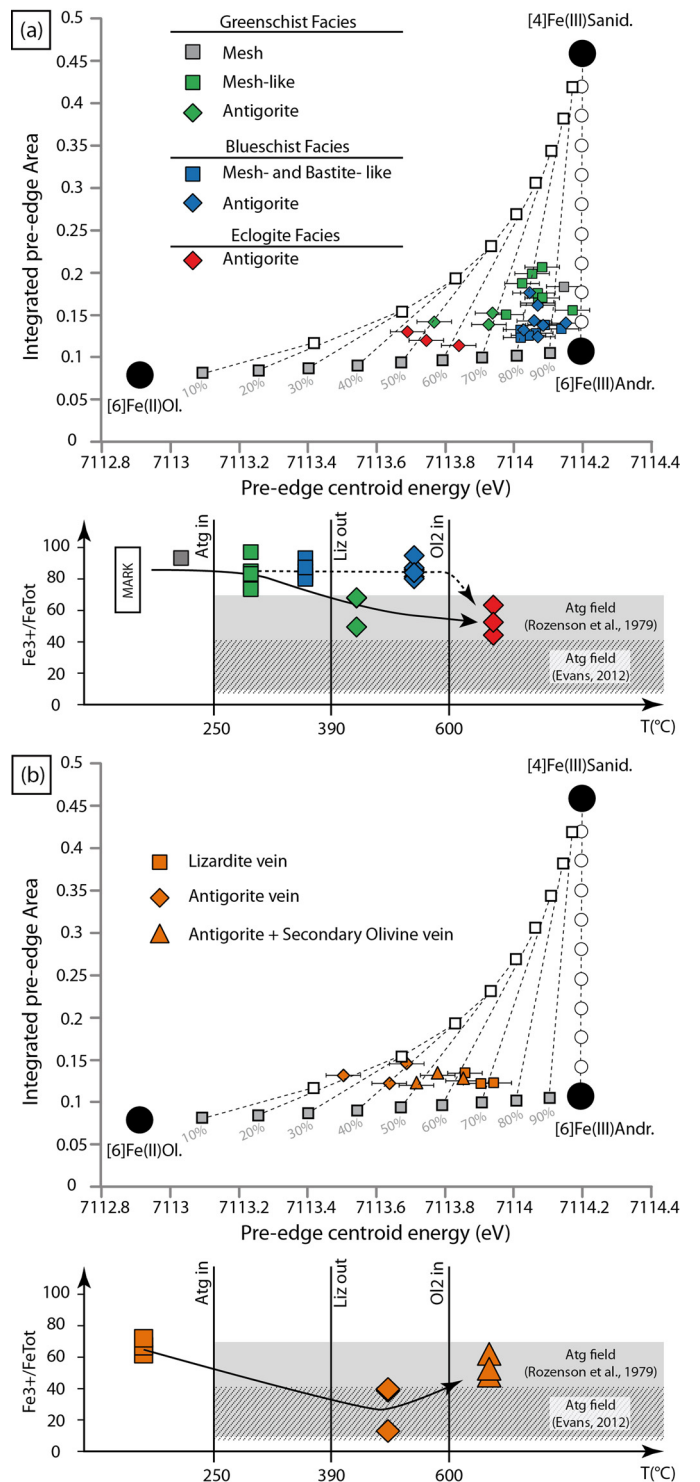 (a)
Greenschist Facies
Mesh
Mesh-like
Antigorite
Blueschist Facies
Mesh- and Bastite- like
Antigorite
Eclogite Facies
Antigorite
[4]Fe(III)Sanid.
[6]Fe(II)Ol.
[6]Fe(III)Andr.
10% 20% 30% 40% 50% 60% 70% 80% 90%
Integrated pre-edge Area
0.5
0.45
0.4
0.35
0.3
0.25
0.2
0.15
0.1
0.05
0
7112.8 7113 7113.2 7113.4 7113.6 7113.8 7114 7114.2 7114.4
Pre-edge centroid energy (eV)
Fe3+/FeTot
100
80
60
40
20
0
MARK
Atg in
Liz out
Ol2 in
Atg field
(Rozenson et al., 1979)
Atg field
(Evans, 2012)
250 390 600 T(°C)
(b)
Lizardite vein
Antigorite vein
Antigorite + Secondary Olivine vein
[4]Fe(III)Sanid.
[6]Fe(II)Ol.
[6]Fe(III)Andr.
10% 20% 30% 40% 50% 60% 70% 80% 90%
Integrated pre-edge Area
0.5
0.45
0.4
0.35
0.3
0.25
0.2
0.15
0.1
0.05
0
7112.8 7113 7113.2 7113.4 7113.6 7113.8 7114 7114.2 7114.4
Pre-edge centroid energy (eV)
Fe3+/FeTot
100
80
60
40
20
0
Atg in
Liz out
Ol2 in
Atg field
(Rozenson et al., 1979)
Atg field
(Evans, 2012)
250 390 600 T(°C)